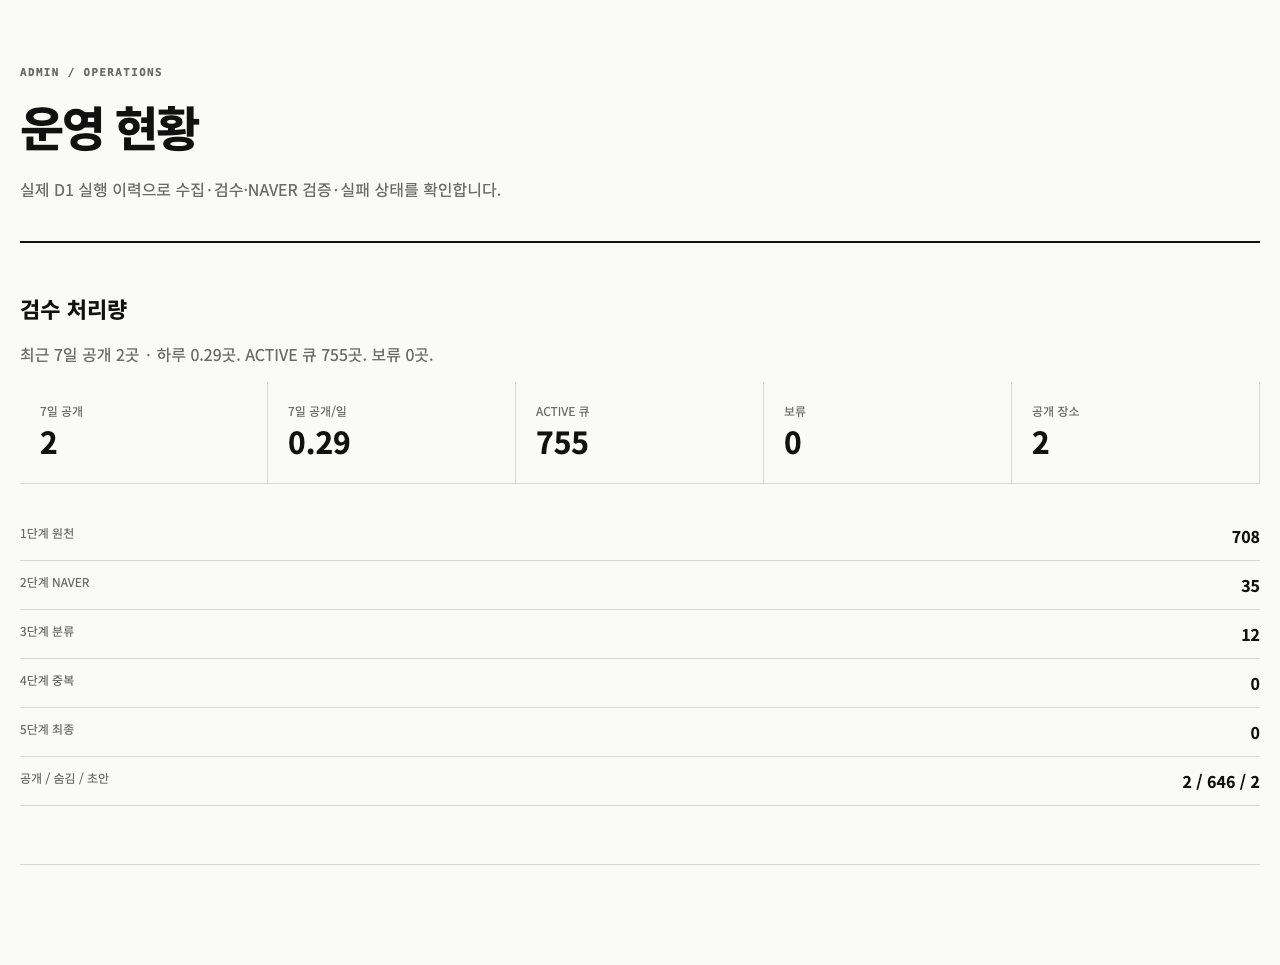 ADMIN / OPERATIONS
운영 현황
실제 D1 실행 이력으로 수집·검수·NAVER 검증·실패 상태를 확인합니다.
검수 처리량
최근 7일 공개 2곳 · 하루 0.29곳. ACTIVE 큐 755곳. 보류 0곳.
7일 공개
2
7일 공개/일
0.29
ACTIVE 큐
755
보류
0
공개 장소
2
1단계 원천 708
2단계 NAVER 35
3단계 분류 12
4단계 중복 0
5단계 최종 0
공개 / 숨김 / 초안 2 / 646 / 2